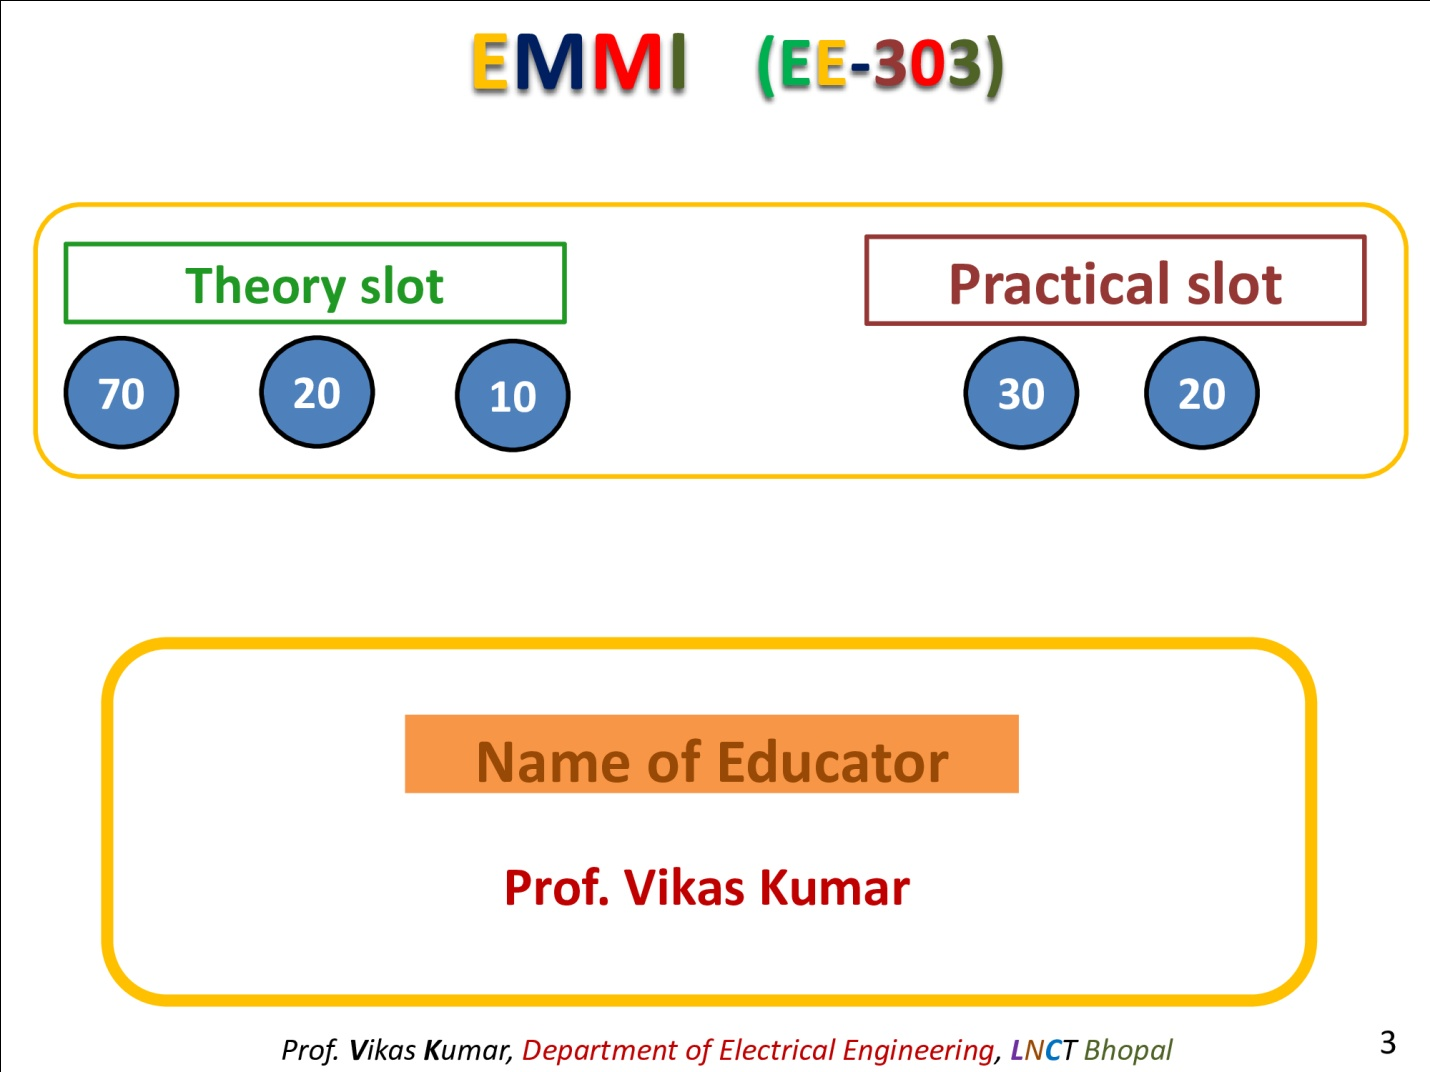 EMMI (EE-303)
Theory slot
Practical slot
70 20 10 30 20
Name of Educator
Prof. Vikas Kumar
Prof. Vikas Kumar, Department of Electrical Engineering, LNCT Bhopal
3